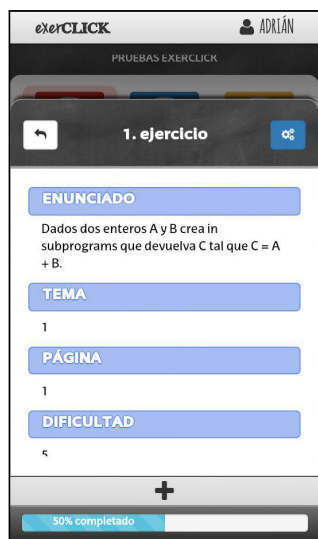 exerCLICK
ADRIÁN
PRUEBAS EXERCLICK
1. ejercicio
ENUNCIADO
Dados dos enteros A y B crea in
subprograms que devuelva C tal que C = A
+ B.
TEMA
1
PÁGINA
1
DIFICULTAD
5
50% completado